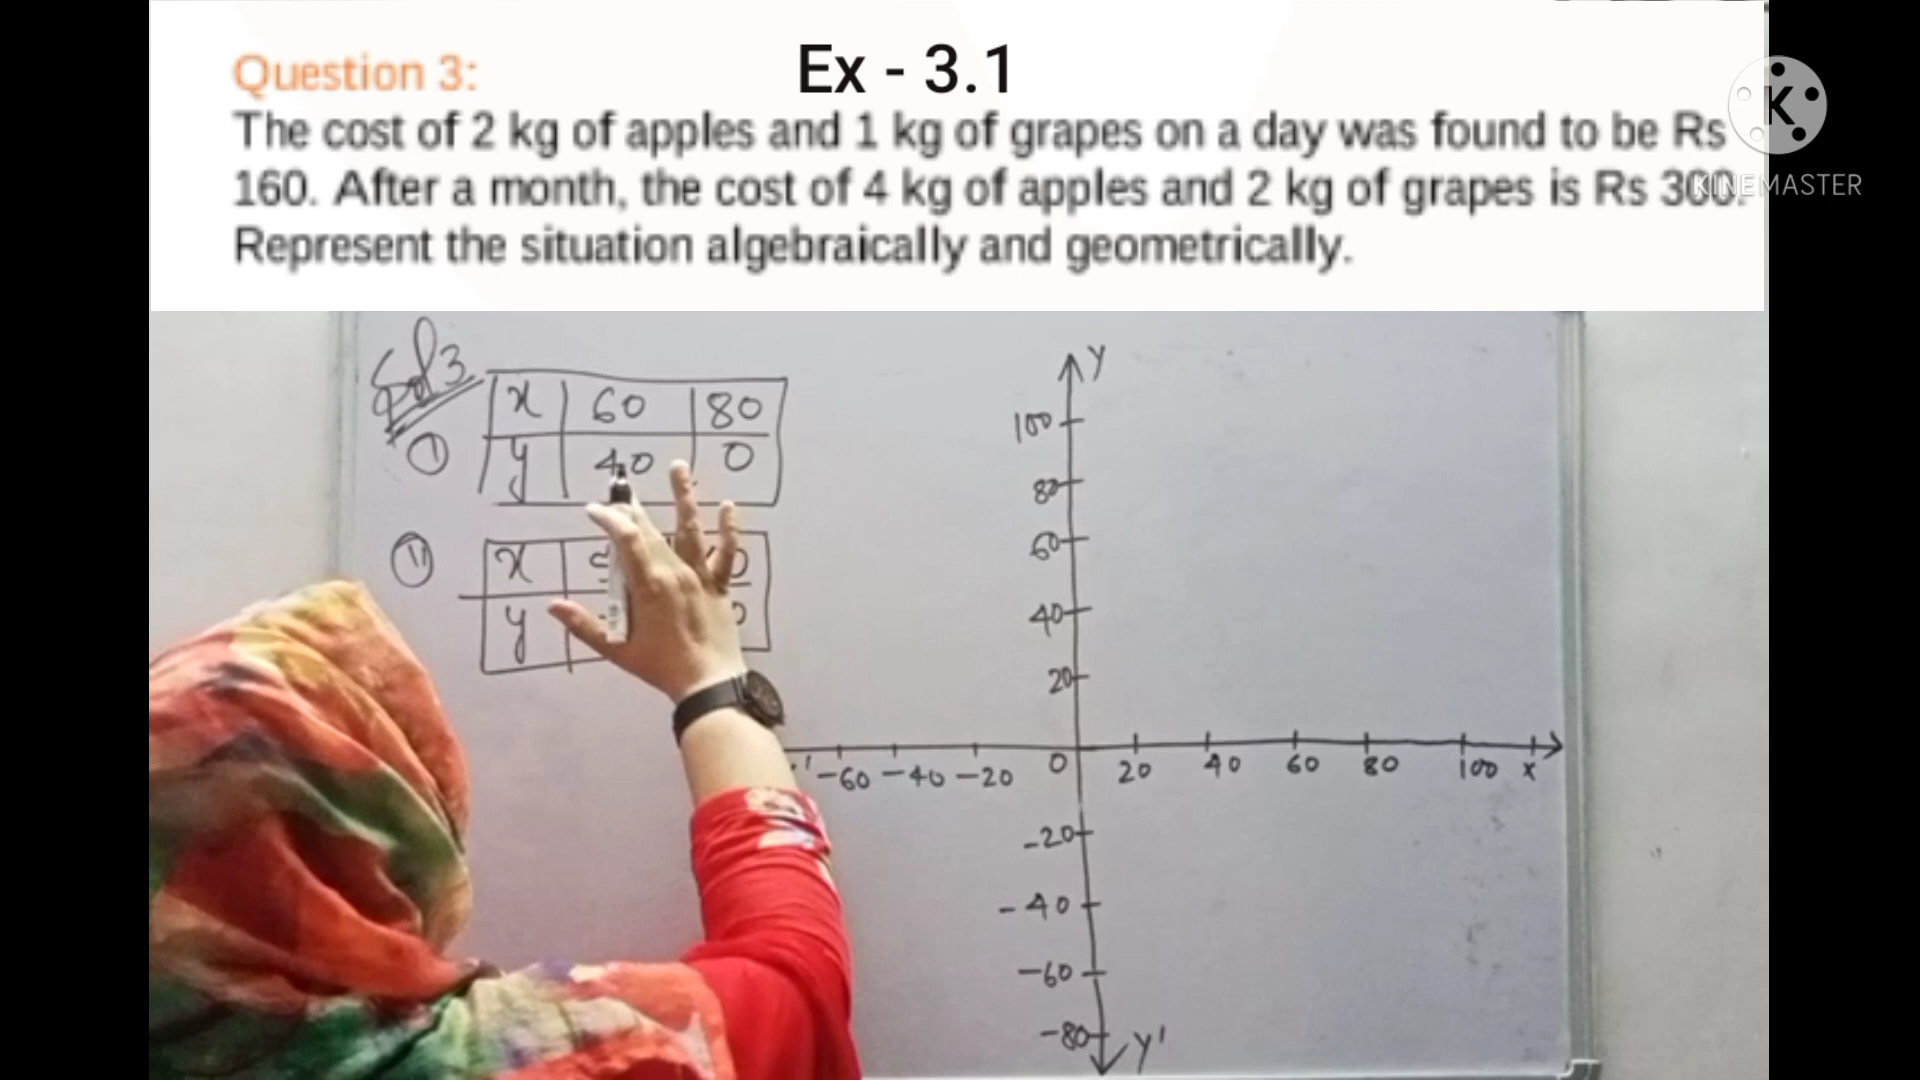 Ex - 3.1
Question 3:
The cost of 2 kg of apples and 1 kg of grapes on a day was found to be Rs
160. After a month, the cost of 4 kg of apples and 2 kg of grapes is Rs 300.
Represent the situation algebraically and geometrically.
K
KINEMASTER
Sol 3
x 60 80
① y 40 0
⑪ x
y
Y
100
80
60
40
20
-60 -40 -20 0 20 40 60 80 100 x
-20
-40
-60
-80
Y'